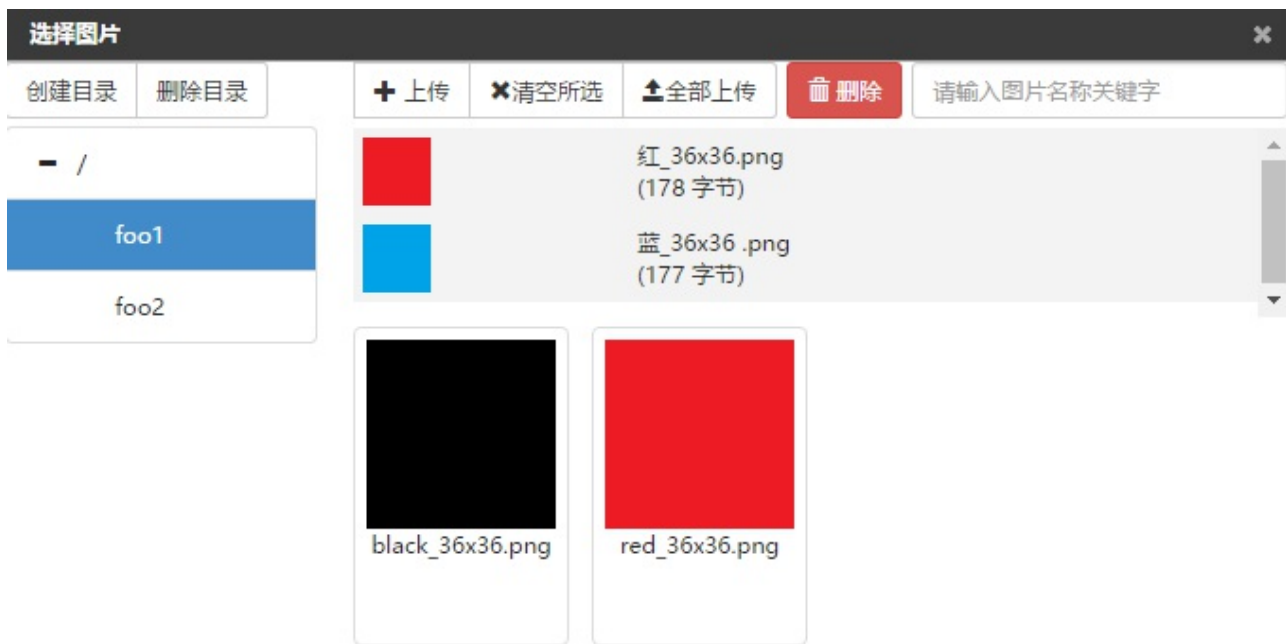 选择图片
创建目录 删除目录 上传 清空所选 全部上传 删除 请输入图片名称关键字
/
foo1
foo2
红_36x36.png
(178 字节)
蓝_36x36 .png
(177 字节)
black_36x36.png red_36x36.png